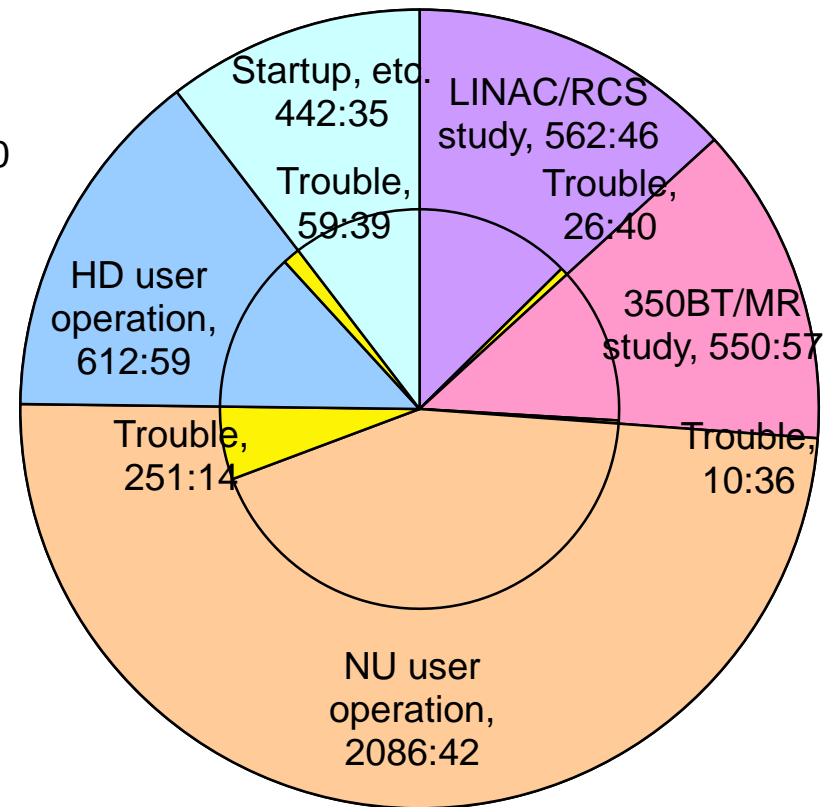 Startup, etc.
442:35
LINAC/RCS
study, 562:46
0
Trouble,
59:39
Trouble,
26:40
HD user
operation,
612:59
350BT/MR
study, 550:57
Trouble,
251:14
Trouble,
10:36
NU user
operation,
2086:42